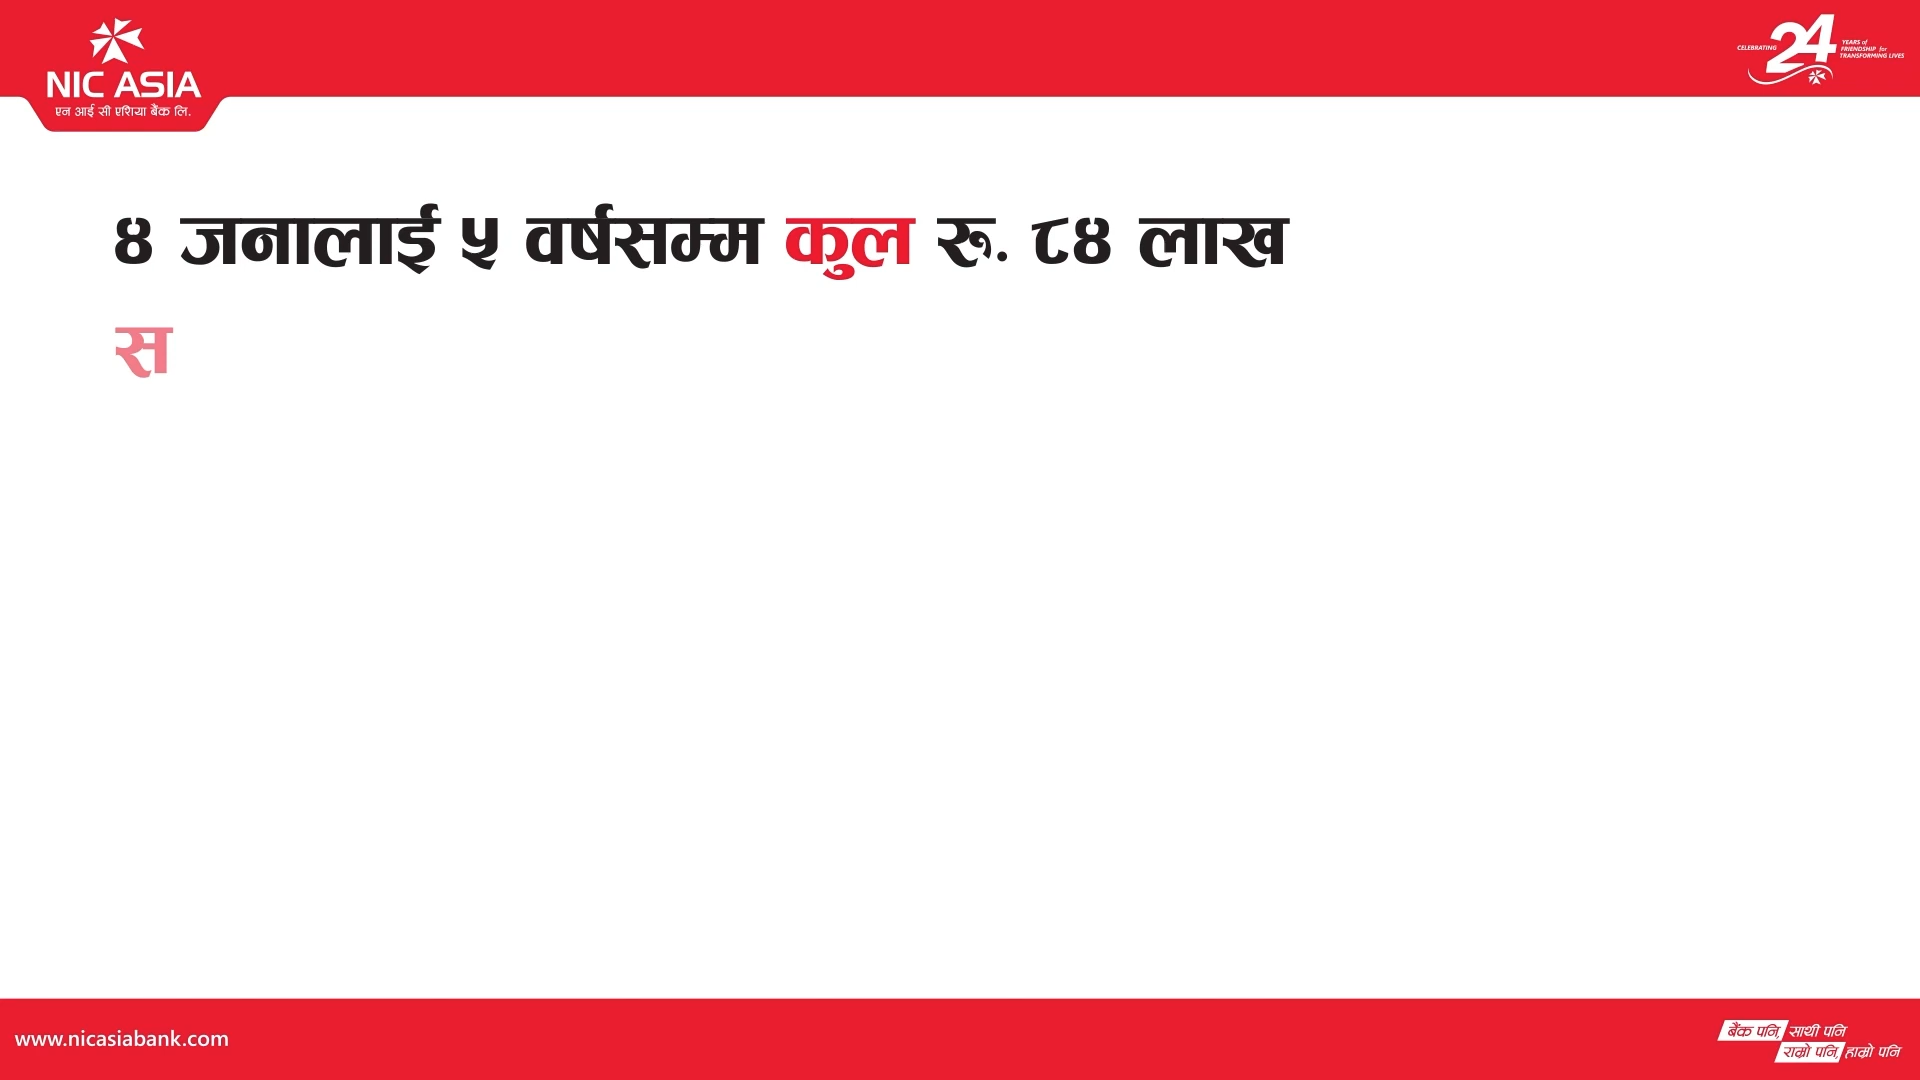 NIC ASIA
एन आई सी एशिया बैंक लि.
CELEBRATING 24 YEARS of
FRIENDSHIP for
TRANSFORMING LIVES
४ जनालाई ५ वर्षसम्म कुल रु. ८४ लाख
स
www.nicasiabank.com
बैंक पनि, साथी पनि
राम्रो पनि, हाम्रो पनि